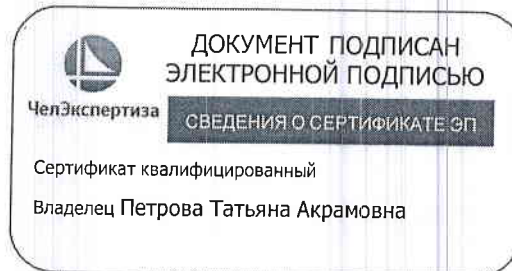 ДОКУМЕНТ ПОДПИСАН
ЭЛЕКТРОННОЙ ПОДПИСЬЮ
ЧелЭкспертиза
СВЕДЕНИЯ О СЕРТИФИКАТЕ ЭП
Сертификат квалифицированный
Владелец Петрова Татьяна Акрамовна